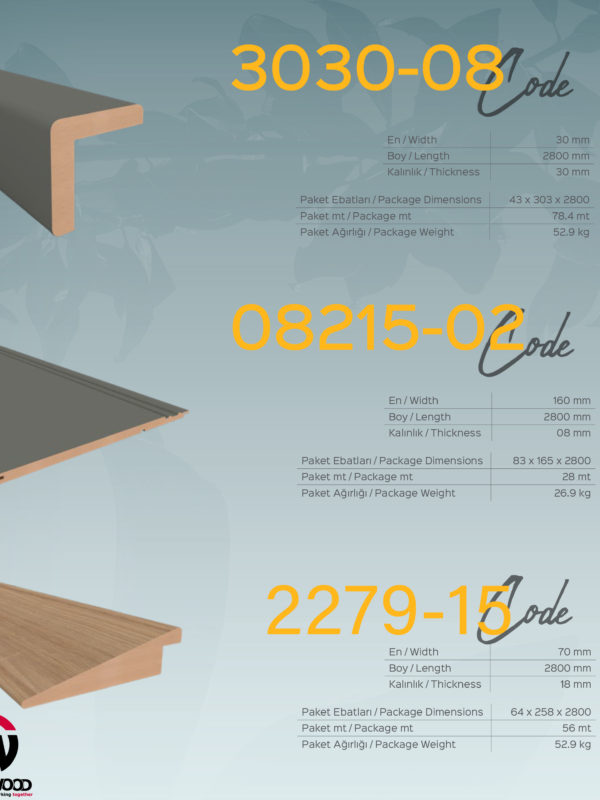 3030-08 Code
En / Width 30 mm
Boy / Length 2800 mm
Kalınlık / Thickness 30 mm
Paket Ebatları / Package Dimensions 43 x 303 x 2800
Paket mt / Package mt 78.4 mt
Paket Ağırlığı / Package Weight 52.9 kg
08215-02 Code
En / Width 160 mm
Boy / Length 2800 mm
Kalınlık / Thickness 08 mm
Paket Ebatları / Package Dimensions 83 x 165 x 2800
Paket mt / Package mt 28 mt
Paket Ağırlığı / Package Weight 26.9 kg
2279-15 Code
En / Width 70 mm
Boy / Length 2800 mm
Kalınlık / Thickness 18 mm
Paket Ebatları / Package Dimensions 64 x 258 x 2800
Paket mt / Package mt 56 mt
Paket Ağırlığı / Package Weight 52.9 kg
WOOD
together